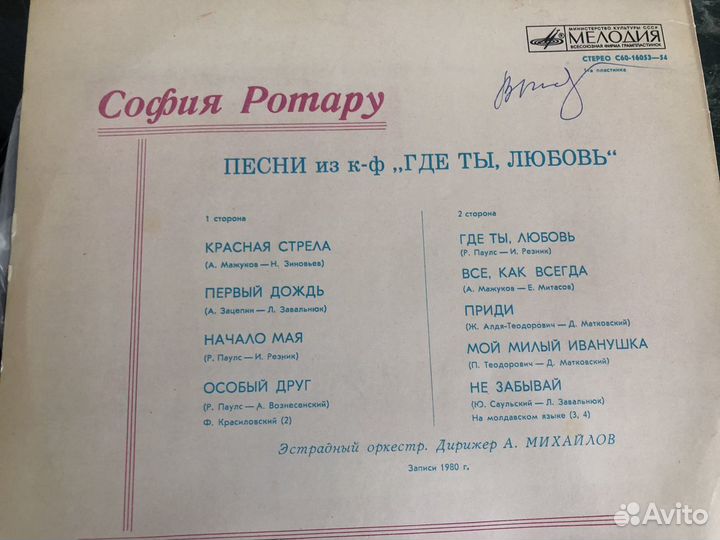 МИНИСТЕРСТВО КУЛЬТУРЫ СССР
МЕЛОДИЯ
ВСЕСОЮЗНАЯ ФИРМА ГРАМПЛАСТИНОК
СТЕРЕО С60-16053—54
1-я пластинка
София Ротару
ПЕСНИ из к-ф „ГДЕ ТЫ, ЛЮБОВЬ“
1 сторона
КРАСНАЯ СТРЕЛА
(А. Мажуков — Н. Зиновьев)
ПЕРВЫЙ ДОЖДЬ
(А. Зацепин — Л. Завальнюк)
НАЧАЛО МАЯ
(Р. Паулс — И. Резник)
ОСОБЫЙ ДРУГ
(Р. Паулс — А. Вознесенский)
Ф. Красиловский (2)
2 сторона
ГДЕ ТЫ, ЛЮБОВЬ
(Р. Паулс — И. Резник)
ВСЕ, КАК ВСЕГДА
(А. Мажуков — Е. Митасов)
ПРИДИ
(Ж. Алдя-Теодорович — Д. Матковский)
МОЙ МИЛЫЙ ИВАНУШКА
(П. Теодорович — Д. Матковский)
НЕ ЗАБЫВАЙ
(Ю. Саульский — Л. Завальнюк)
На молдавском языке (3, 4)
Эстрадный оркестр. Дирижер А. МИХАЙЛОВ
Записи 1980 г.
Avito